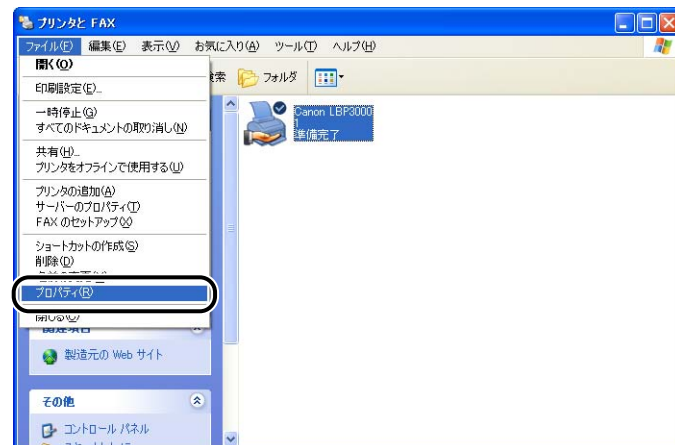 プリンタと FAX
ファイル(F) 編集(E) 表示(V) お気に入り(A) ツール(T) ヘルプ(H)
開く(O)
検索 フォルダ
印刷設定(E)...
一時停止(G)
すべてのドキュメントの取り消し(N)
共有(H)...
プリンタをオフラインで使用する(U)
プリンタの追加(A)
サーバーのプロパティ(T)
FAX のセットアップ(X)
ショートカットの作成(S)
削除(D)
プロパティ(R)
閉じる(C)
Canon LBP3000
1
準備完了
関連項目
製造元の Web サイト
その他
コントロール パネル